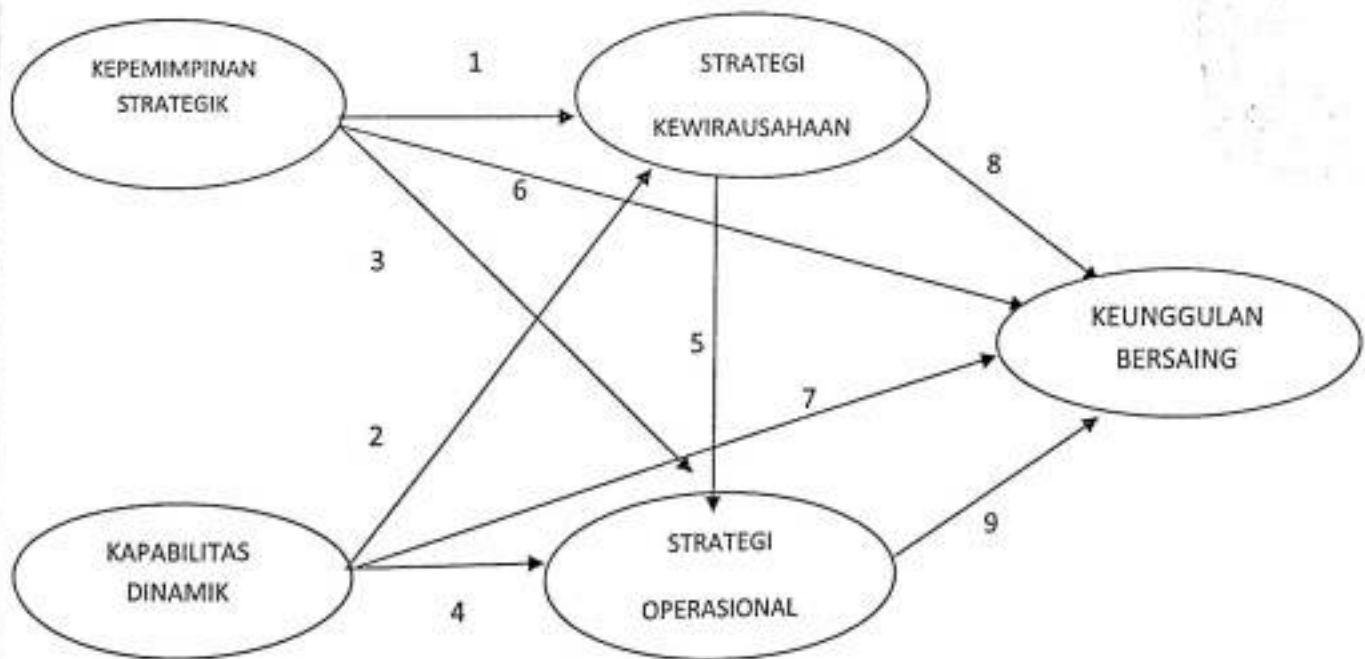 KEPEMIMPINAN
STRATEGIK
1
STRATEGI
KEWIRAUSAHAAN
8
6
3
KEUNGGULAN
BERSAING
5
7
2
KAPABILITAS
DINAMIK
4
STRATEGI
OPERASIONAL
9